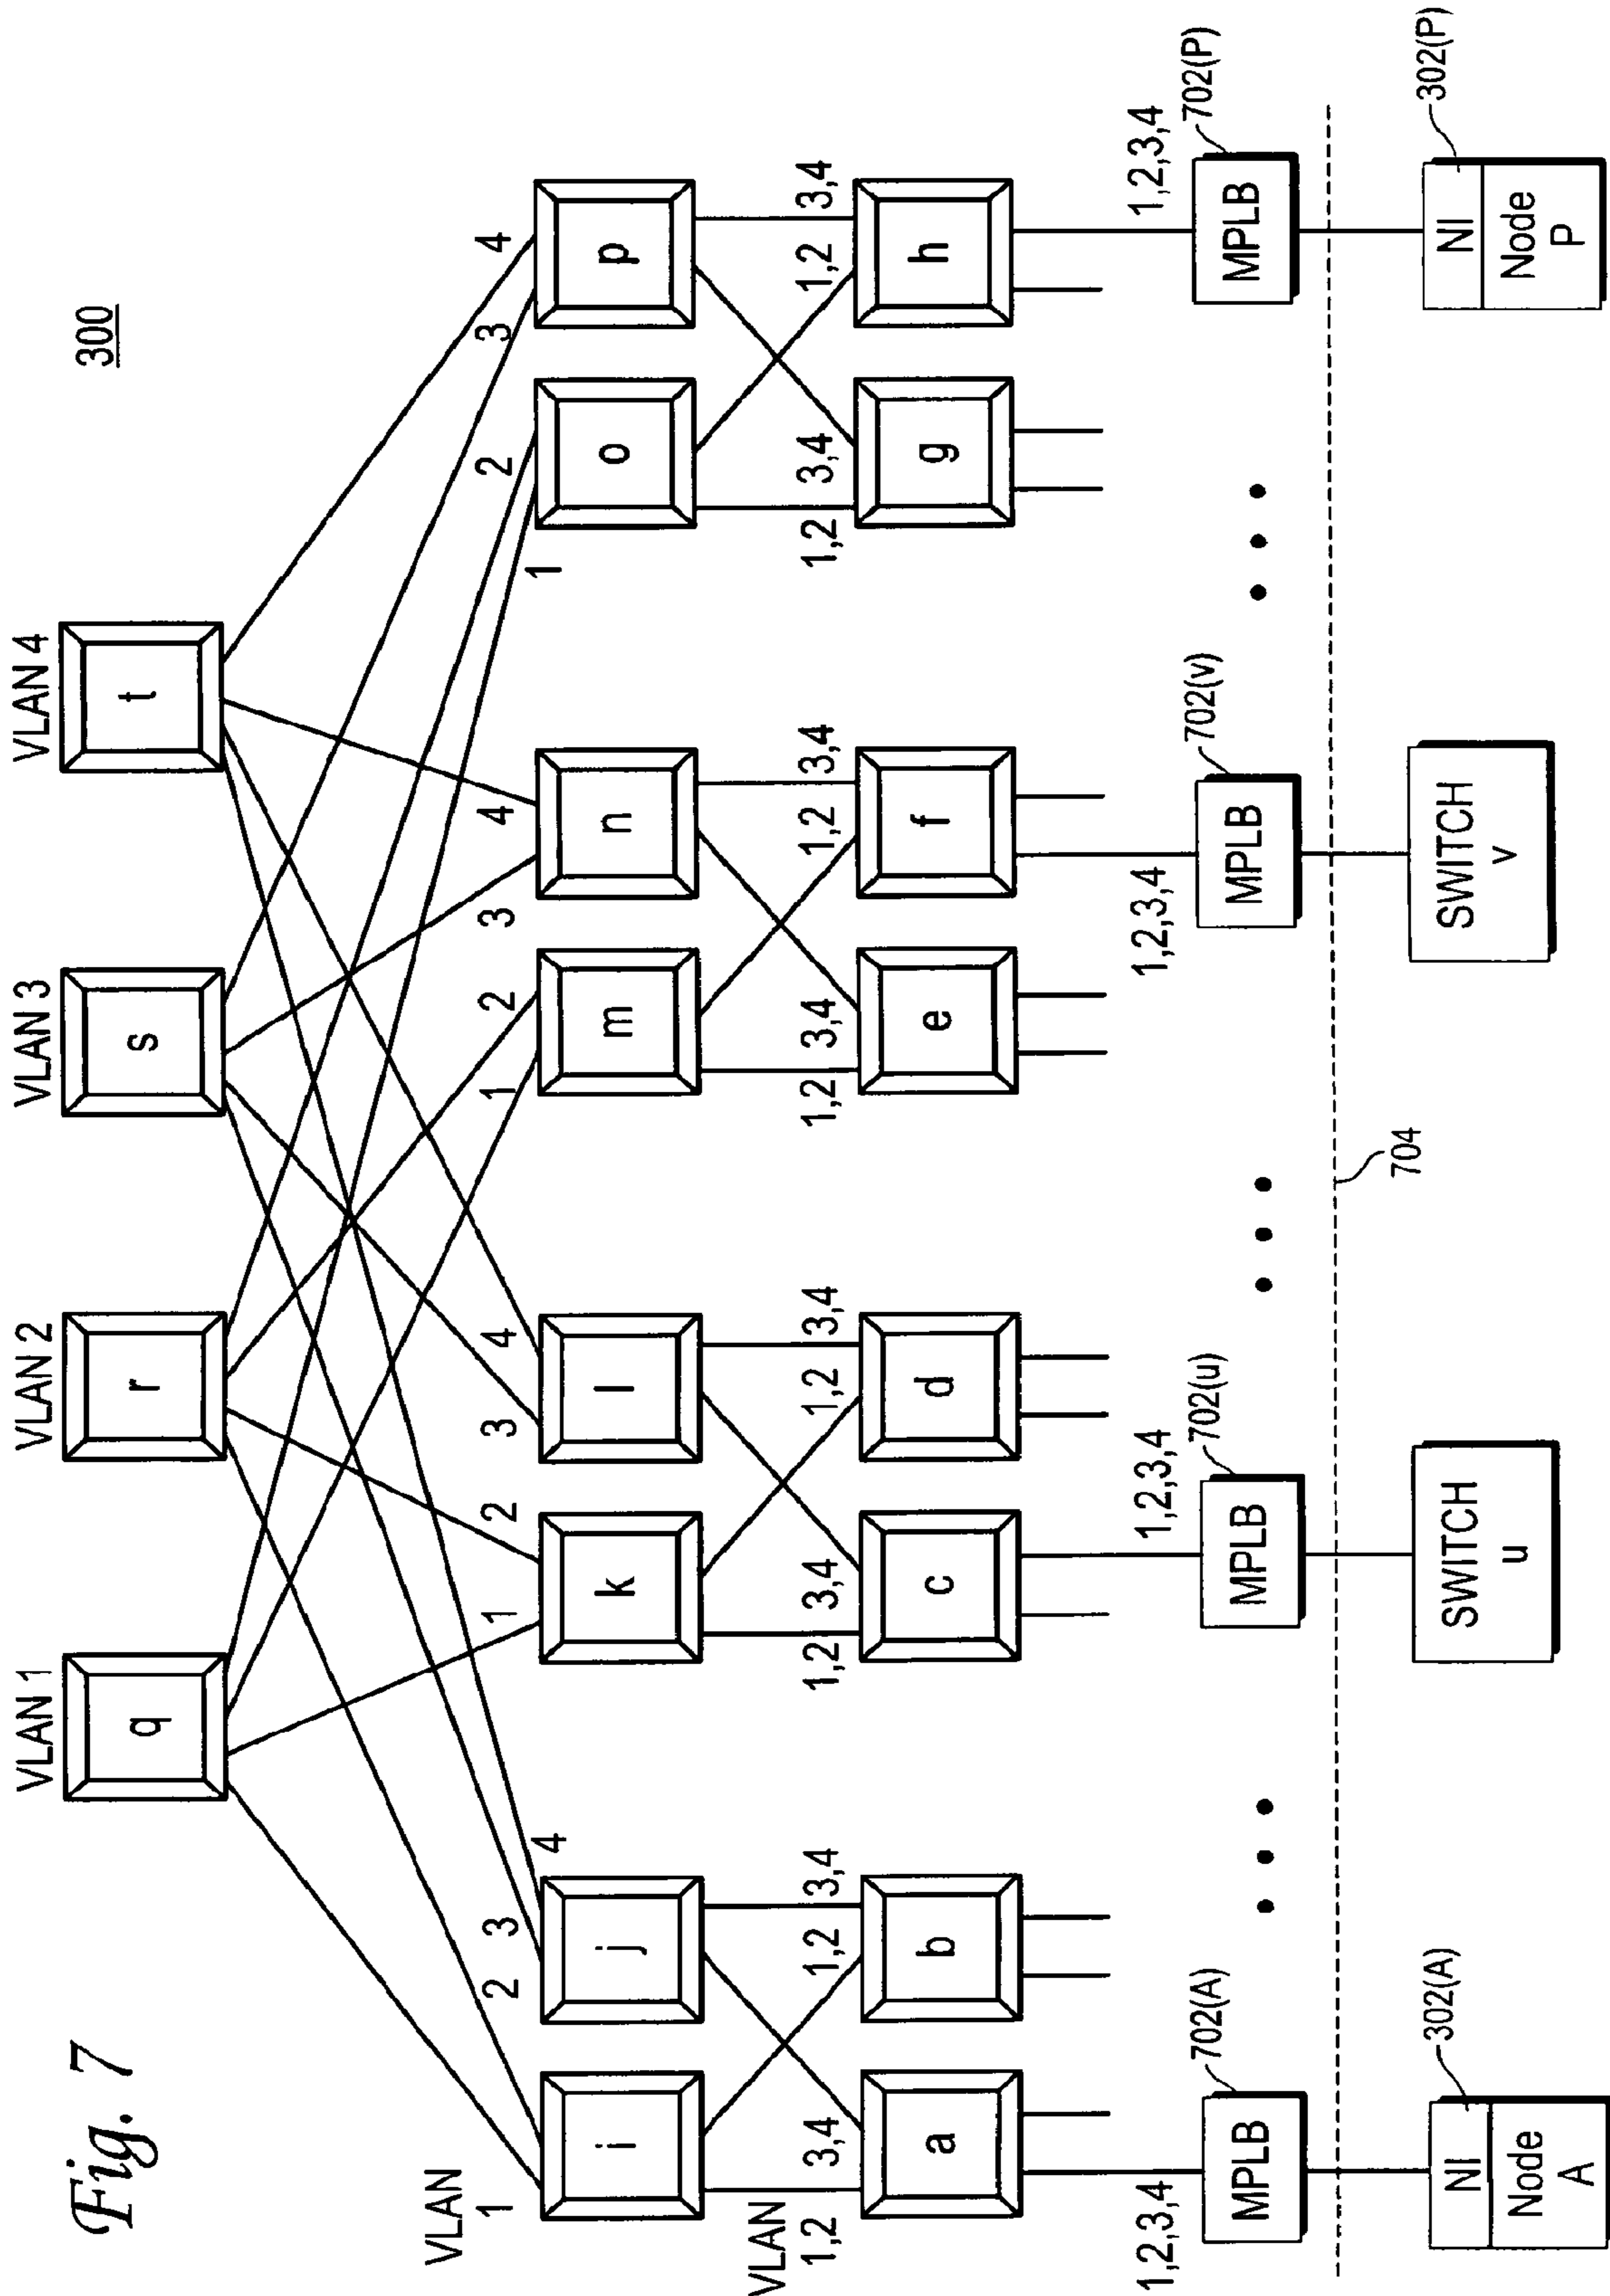 Fig. 7
300
VLAN 1
VLAN 2
VLAN 3
VLAN 4
q
r
s
t
VLAN
1
2
3
4
1
2
3
4
1
2
3
4
1
2
3
4
i
j
k
l
m
n
o
p
VLAN
1,2
3,4
1,2
3,4
1,2
3,4
1,2
3,4
1,2
3,4
1,2
3,4
1,2
3,4
1,2
3,4
a
b
c
d
e
f
g
h
1,2,3,4
702(A)
1,2,3,4
702(u)
1,2,3,4
702(v)
1,2,3,4
702(P)
MPLB
MPLB
MPLB
MPLB
704
302(A)
302(P)
NI
Node
A
SWITCH
u
SWITCH
v
NI
Node
P